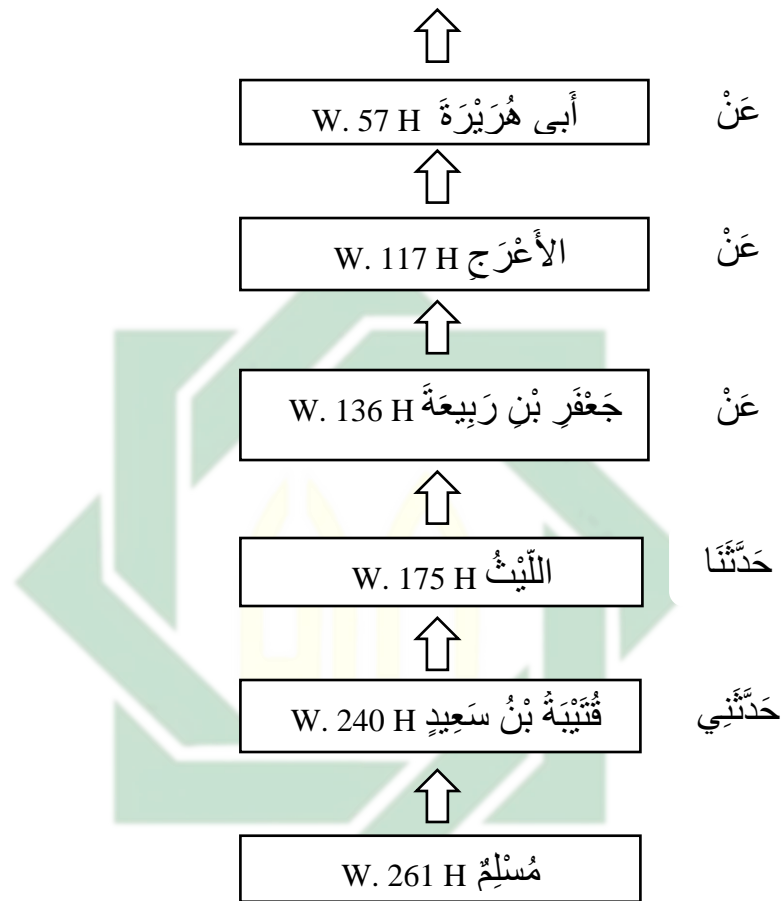 أَبِي هُرَيْرَةَ W. 57 H عَنْ
الأَعْرَجِ W. 117 H عَنْ
جَعْفَرِ بْنِ رَبِيعَةَ W. 136 H عَنْ
اللَّيْثُ W. 175 H حَدَّثَنَا
قُتَيْبَةُ بْنُ سَعِيدٍ W. 240 H حَدَّثَنِي
مُسْلِمٌ W. 261 H